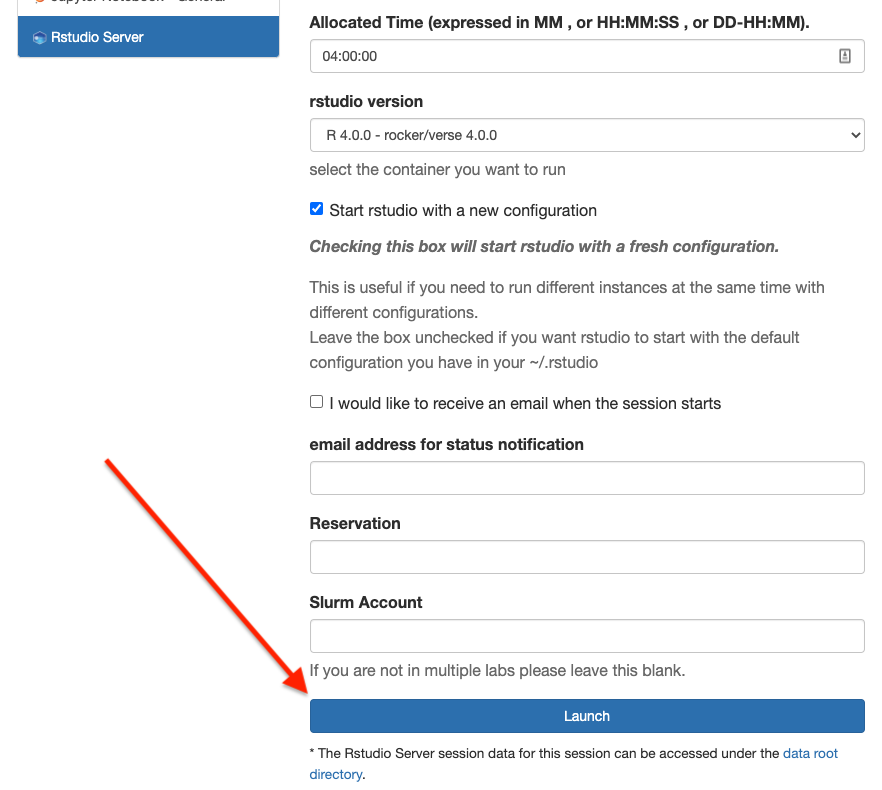 Rstudio Server
Allocated Time (expressed in MM , or HH:MM:SS , or DD-HH:MM).
04:00:00
rstudio version
R 4.0.0 - rocker/verse 4.0.0
select the container you want to run
Start rstudio with a new configuration
Checking this box will start rstudio with a fresh configuration.
This is useful if you need to run different instances at the same time with
different configurations.
Leave the box unchecked if you want rstudio to start with the default
configuration you have in your ~/.rstudio
I would like to receive an email when the session starts
email address for status notification
Reservation
Slurm Account
If you are not in multiple labs please leave this blank.
Launch
* The Rstudio Server session data for this session can be accessed under the data root
directory.